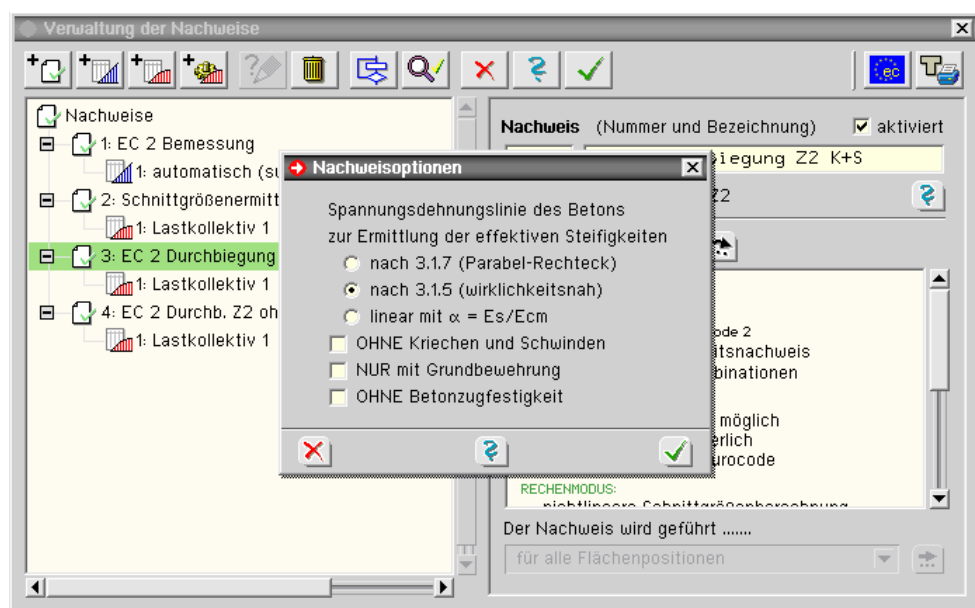 Verwaltung der Nachweise
ec
Nachweise
1: EC 2 Bemessung
1: automatisch
2: Schnittgrößenermitt
1: Lastkollektiv 1
3: EC 2 Durchbiegung
1: Lastkollektiv 1
4: EC 2 Durchb. Z2 oh
1: Lastkollektiv 1
Nachweisoptionen
Spannungsdehnungslinie des Betons
zur Ermittlung der effektiven Steifigkeiten
nach 3.1.7 (Parabel-Rechteck)
nach 3.1.5 (wirklichkeitsnah)
linear mit α = Es/Ecm
OHNE Kriechen und Schwinden
NUR mit Grundbewehrung
OHNE Betonzugfestigkeit
Nachweis (Nummer und Bezeichnung) aktiviert
iegung Z2 K+S
Z2
ode 2
itsnachweis
binationen
möglich
erlich
urocode
RECHENMODUS:
Der Nachweis wird geführt .......
für alle Flächenpositionen